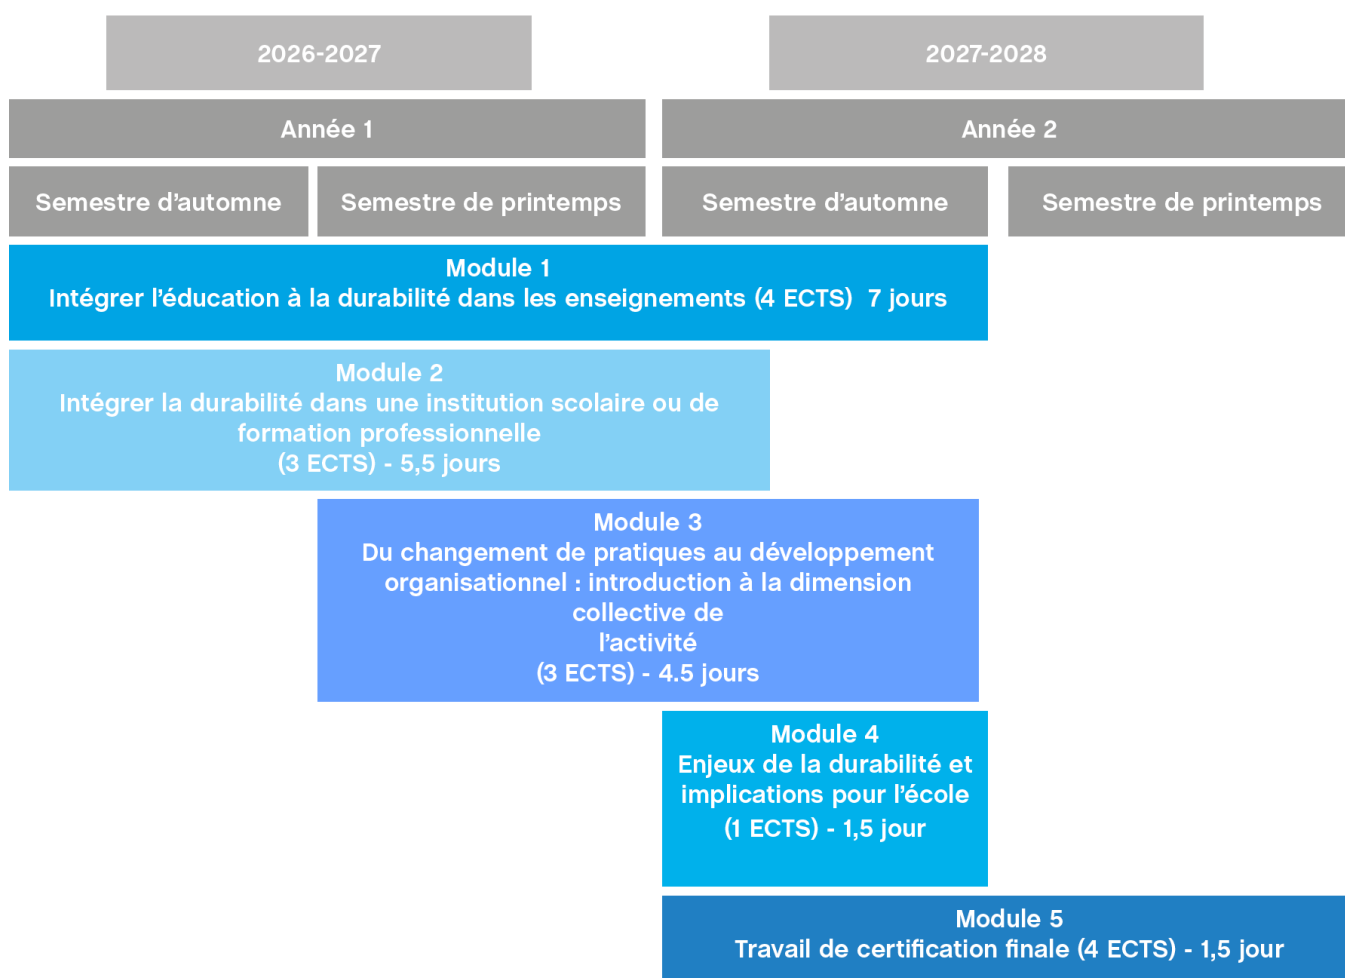 2026-2027
2027-2028
Année 1
Année 2
Semestre d'automne
Semestre de printemps
Semestre d'automne
Semestre de printemps
Module 1
Intégrer l'éducation à la durabilité dans les enseignements (4 ECTS)  7 jours
Module 2
Intégrer la durabilité dans une institution scolaire ou de
formation professionnelle
(3 ECTS) - 5,5 jours
Module 3
Du changement de pratiques au développement
organisationnel : introduction à la dimension
collective de
l'activité
(3 ECTS) - 4.5 jours
Module 4
Enjeux de la durabilité et
implications pour l'école
(1 ECTS) - 1,5 jour
Module 5
Travail de certification finale (4 ECTS) - 1,5 jour